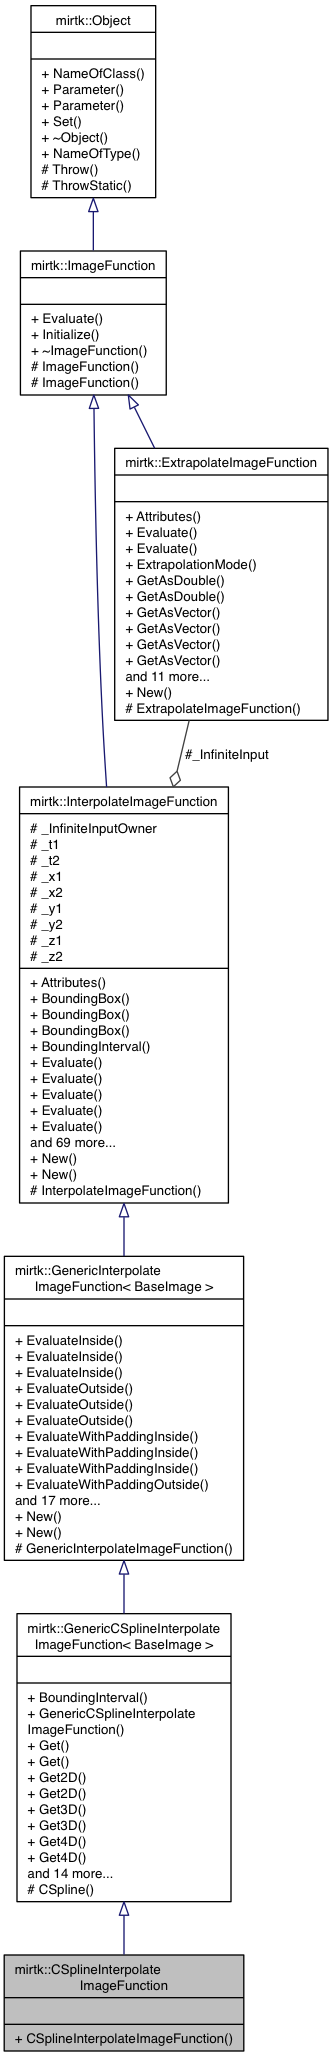 mirtk::Object
+ NameOfClass()
+ Parameter()
+ Parameter()
+ Set()
+ ~Object()
+ NameOfType()
# Throw()
# ThrowStatic()
mirtk::ImageFunction
+ Evaluate()
+ Initialize()
+ ~ImageFunction()
# ImageFunction()
# ImageFunction()
mirtk::ExtrapolateImageFunction
+ Attributes()
+ Evaluate()
+ Evaluate()
+ ExtrapolationMode()
+ GetAsDouble()
+ GetAsDouble()
+ GetAsVector()
+ GetAsVector()
+ GetAsVector()
+ GetAsVector()
and 11 more...
+ New()
# ExtrapolateImageFunction()
#_InfiniteInput
mirtk::InterpolateImageFunction
# _InfiniteInputOwner
# _t1
# _t2
# _x1
# _x2
# _y1
# _y2
# _z1
# _z2
+ Attributes()
+ BoundingBox()
+ BoundingBox()
+ BoundingBox()
+ BoundingInterval()
+ Evaluate()
+ Evaluate()
+ Evaluate()
+ Evaluate()
+ Evaluate()
and 69 more...
+ New()
+ New()
# InterpolateImageFunction()
mirtk::GenericInterpolate
ImageFunction< BaseImage >
+ EvaluateInside()
+ EvaluateInside()
+ EvaluateInside()
+ EvaluateOutside()
+ EvaluateOutside()
+ EvaluateOutside()
+ EvaluateWithPaddingInside()
+ EvaluateWithPaddingInside()
+ EvaluateWithPaddingInside()
+ EvaluateWithPaddingOutside()
and 17 more...
+ New()
+ New()
# GenericInterpolateImageFunction()
mirtk::GenericCSplineInterpolate
ImageFunction< BaseImage >
+ BoundingInterval()
+ GenericCSplineInterpolate
ImageFunction()
+ Get()
+ Get()
+ Get2D()
+ Get2D()
+ Get3D()
+ Get3D()
+ Get4D()
+ Get4D()
and 14 more...
# CSpline()
mirtk::CSplineInterpolate
ImageFunction
+ CSplineInterpolateImageFunction()